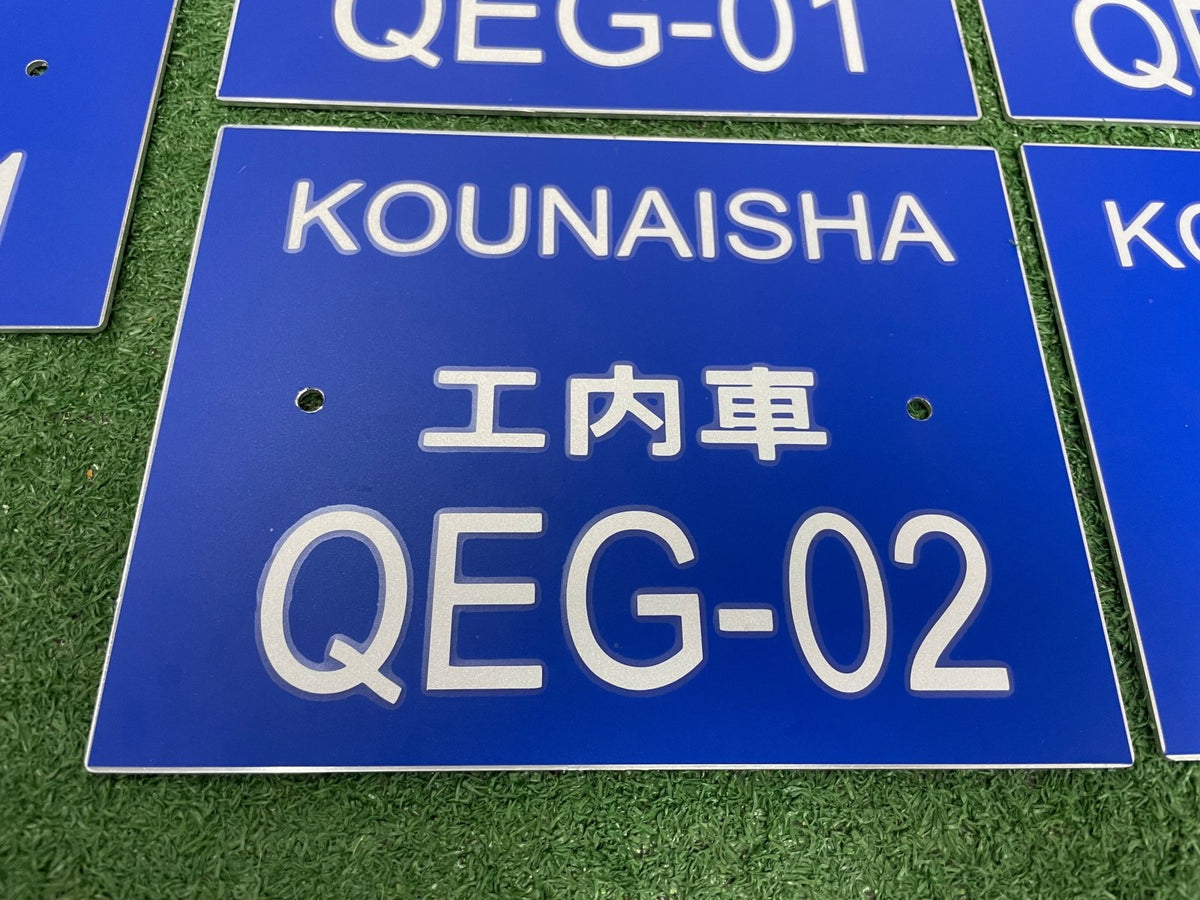 QEG-01
KOUNAISHA
工内車
QEG-02